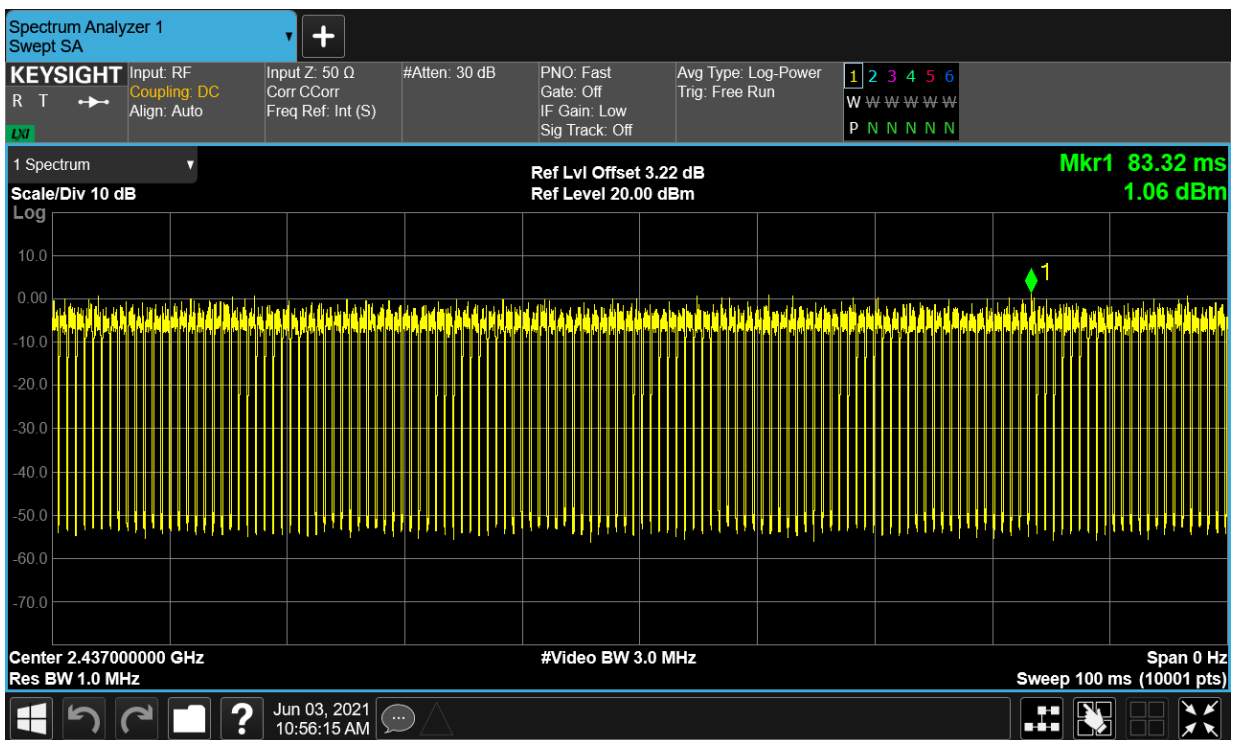 Spectrum Analyzer 1
Swept SA
▼
+
KEYSIGHT
R T
LXI
Input: RF
Coupling: DC
Align: Auto
Input Z: 50 Ω
Corr CCorr
Freq Ref: Int (S)
#Atten: 30 dB
PNO: Fast
Gate: Off
IF Gain: Low
Sig Track: Off
Avg Type: Log-Power
Trig: Free Run
1 2 3 4 5 6
W W W W W W
P N N N N N
1 Spectrum ▼
Scale/Div 10 dB
Log
Ref Lvl Offset 3.22 dB
Ref Level 20.00 dBm
Mkr1 83.32 ms
1.06 dBm
1
10.0
0.00
-10.0
-20.0
-30.0
-40.0
-50.0
-60.0
-70.0
Center 2.437000000 GHz
Res BW 1.0 MHz
#Video BW 3.0 MHz
Span 0 Hz
Sweep 100 ms (10001 pts)
?
Jun 03, 2021
10:56:15 AM